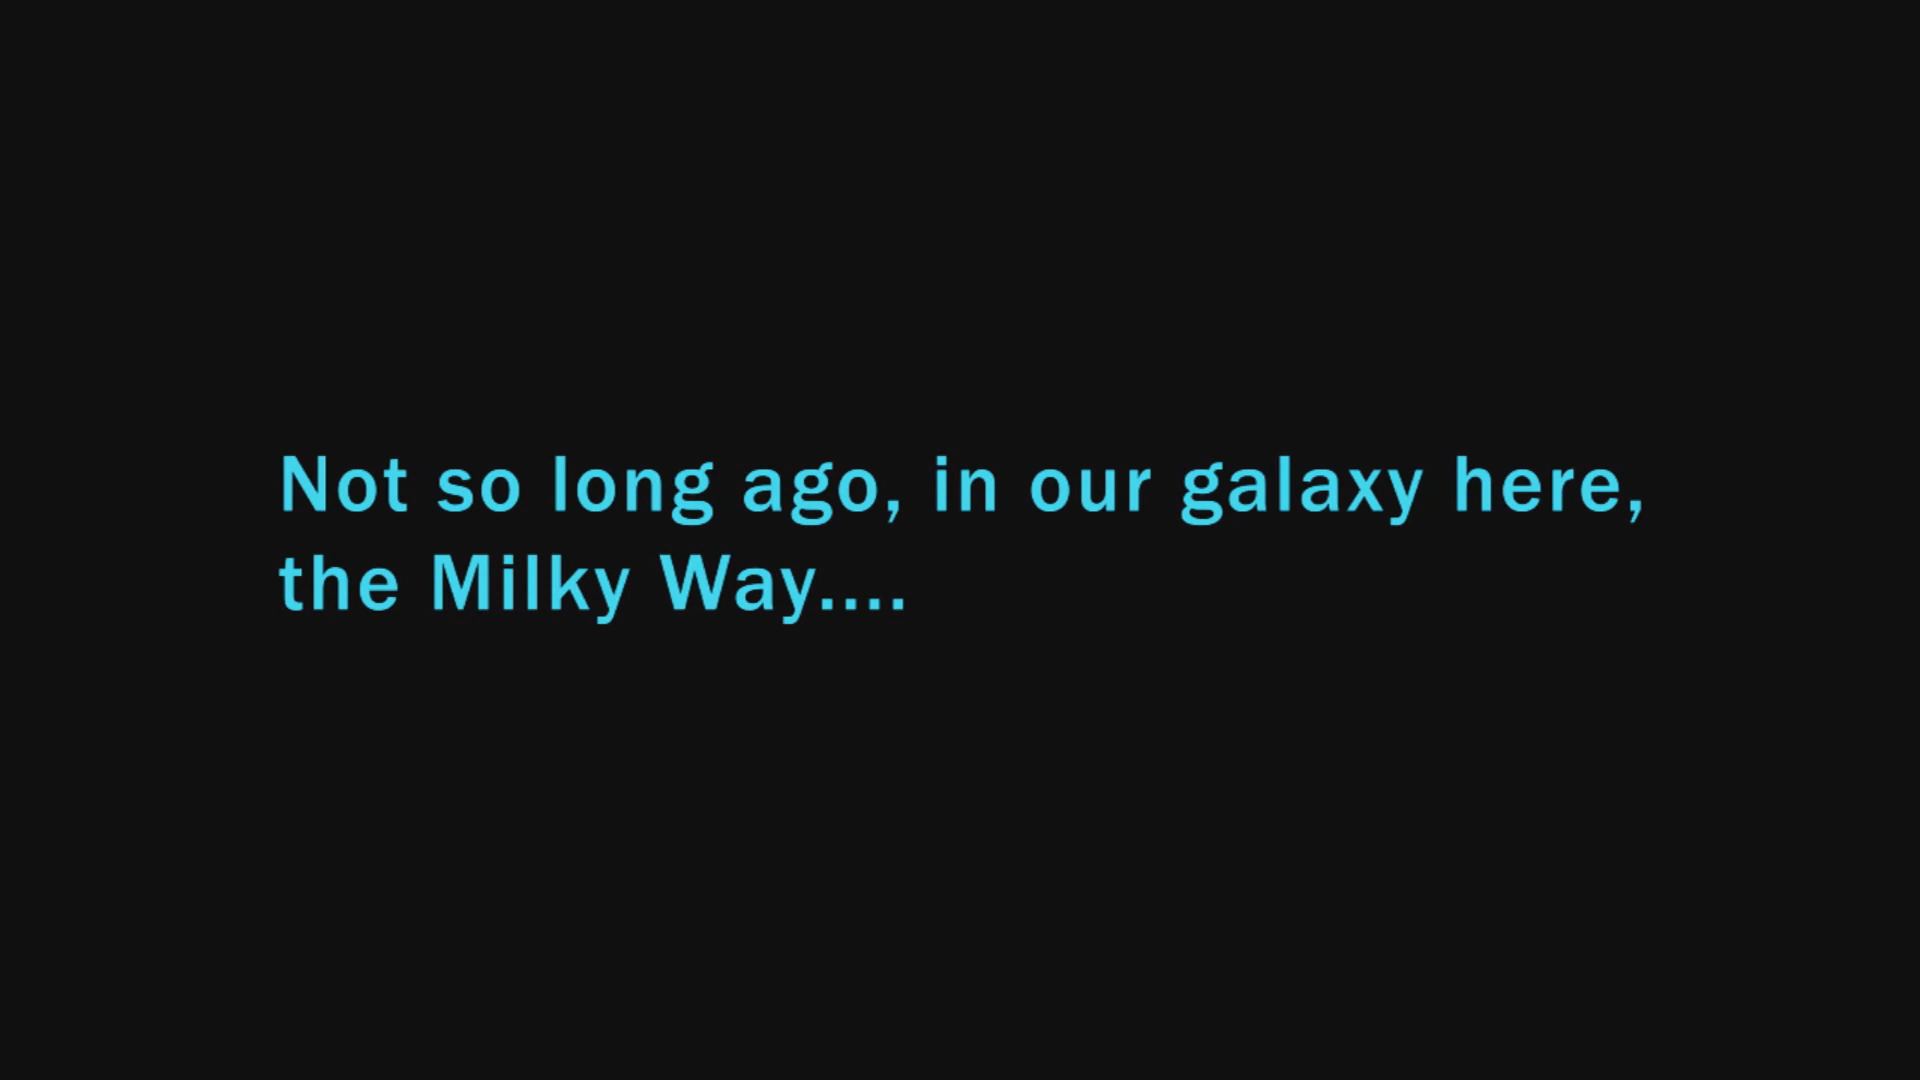 Not so long ago, in our galaxy here,
the Milky Way....